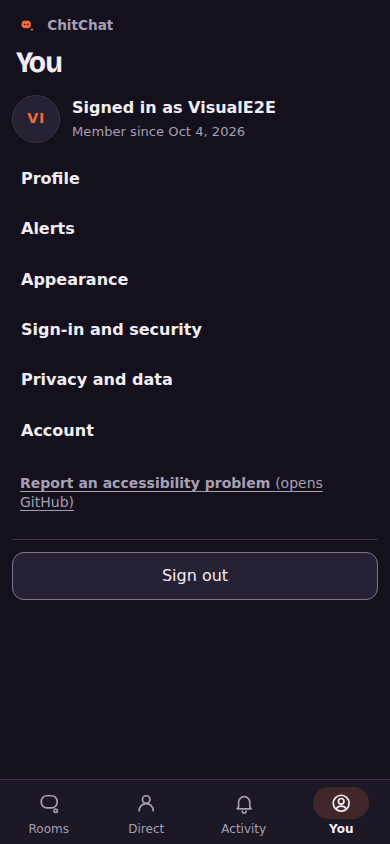 ChitChat
You
VI
Signed in as VisualE2E
Member since Oct 4, 2026
Profile
Alerts
Appearance
Sign-in and security
Privacy and data
Account
Report an accessibility problem (opens
GitHub)
Sign out
Rooms Direct Activity You